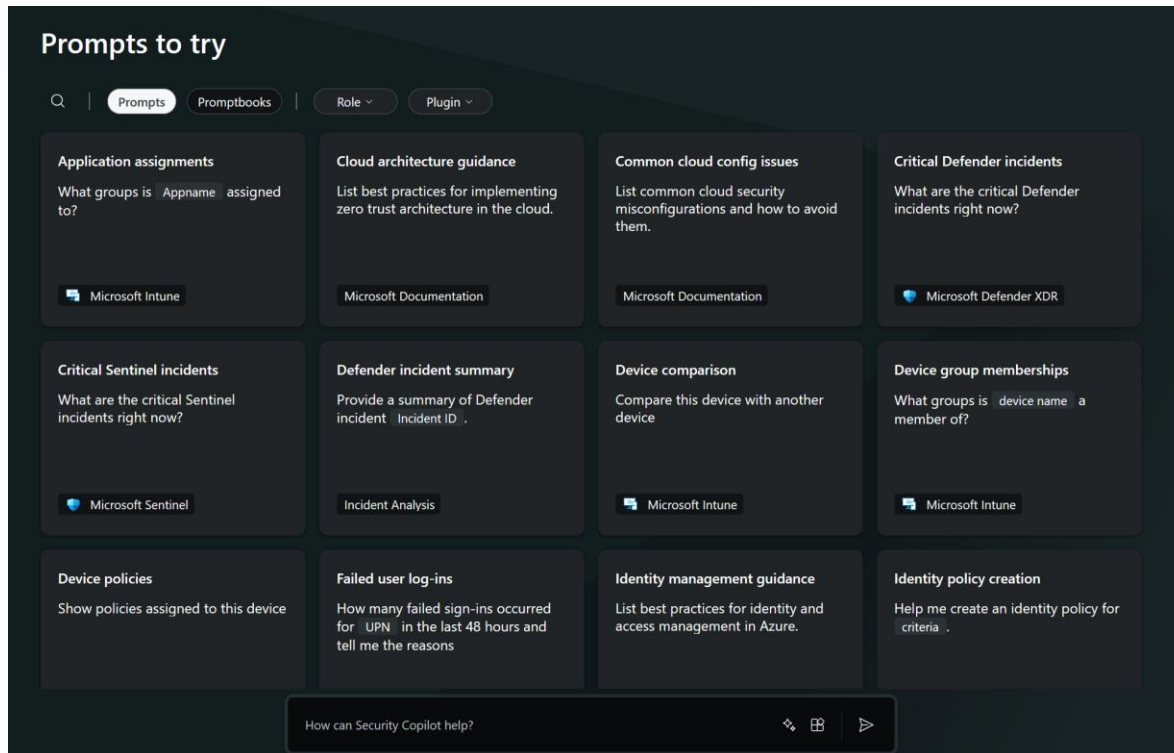 Prompts to try
Prompts
Promptbooks
Role
Plugin
Application assignments
What groups is Appname assigned
to?
Microsoft Intune
Cloud architecture guidance
List best practices for implementing
zero trust architecture in the cloud.
Microsoft Documentation
Common cloud config issues
List common cloud security
misconfigurations and how to avoid
them.
Microsoft Documentation
Critical Defender incidents
What are the critical Defender
incidents right now?
Microsoft Defender XDR
Critical Sentinel incidents
What are the critical Sentinel
incidents right now?
Microsoft Sentinel
Defender incident summary
Provide a summary of Defender
incident Incident ID .
Incident Analysis
Device comparison
Compare this device with another
device
Microsoft Intune
Device group memberships
What groups is device name a
member of?
Microsoft Intune
Device policies
Show policies assigned to this device
Failed user log-ins
How many failed sign-ins occurred
for UPN in the last 48 hours and
tell me the reasons
Identity management guidance
List best practices for identity and
access management in Azure.
Identity policy creation
Help me create an identity policy for
criteria .
How can Security Copilot help?